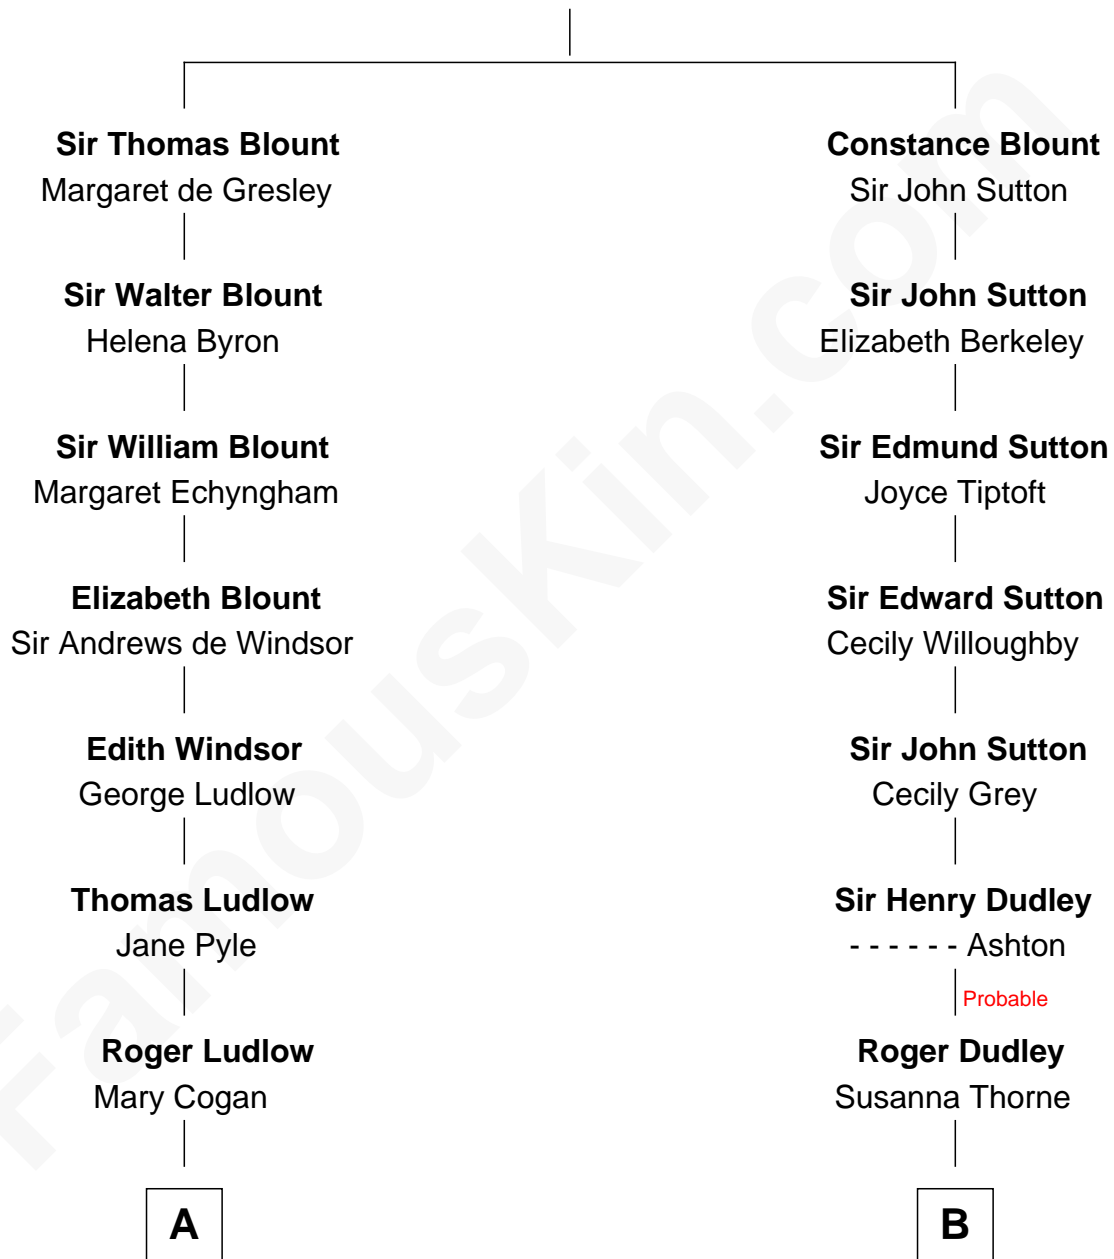 Sir Thomas Blount
Margaret de Gresley
Constance Blount
Sir John Sutton
Sir Walter Blount
Helena Byron
Sir John Sutton
Elizabeth Berkeley
Sir William Blount
Margaret Echyngham
Sir Edmund Sutton
Joyce Tiptoft
Elizabeth Blount
Sir Andrews de Windsor
Sir Edward Sutton
Cecily Willoughby
Edith Windsor
George Ludlow
Sir John Sutton
Cecily Grey
Thomas Ludlow
Jane Pyle
Sir Henry Dudley
- - - - - - Ashton
Probable
Roger Ludlow
Mary Cogan
Roger Dudley
Susanna Thorne
A
B
FamousKin.com